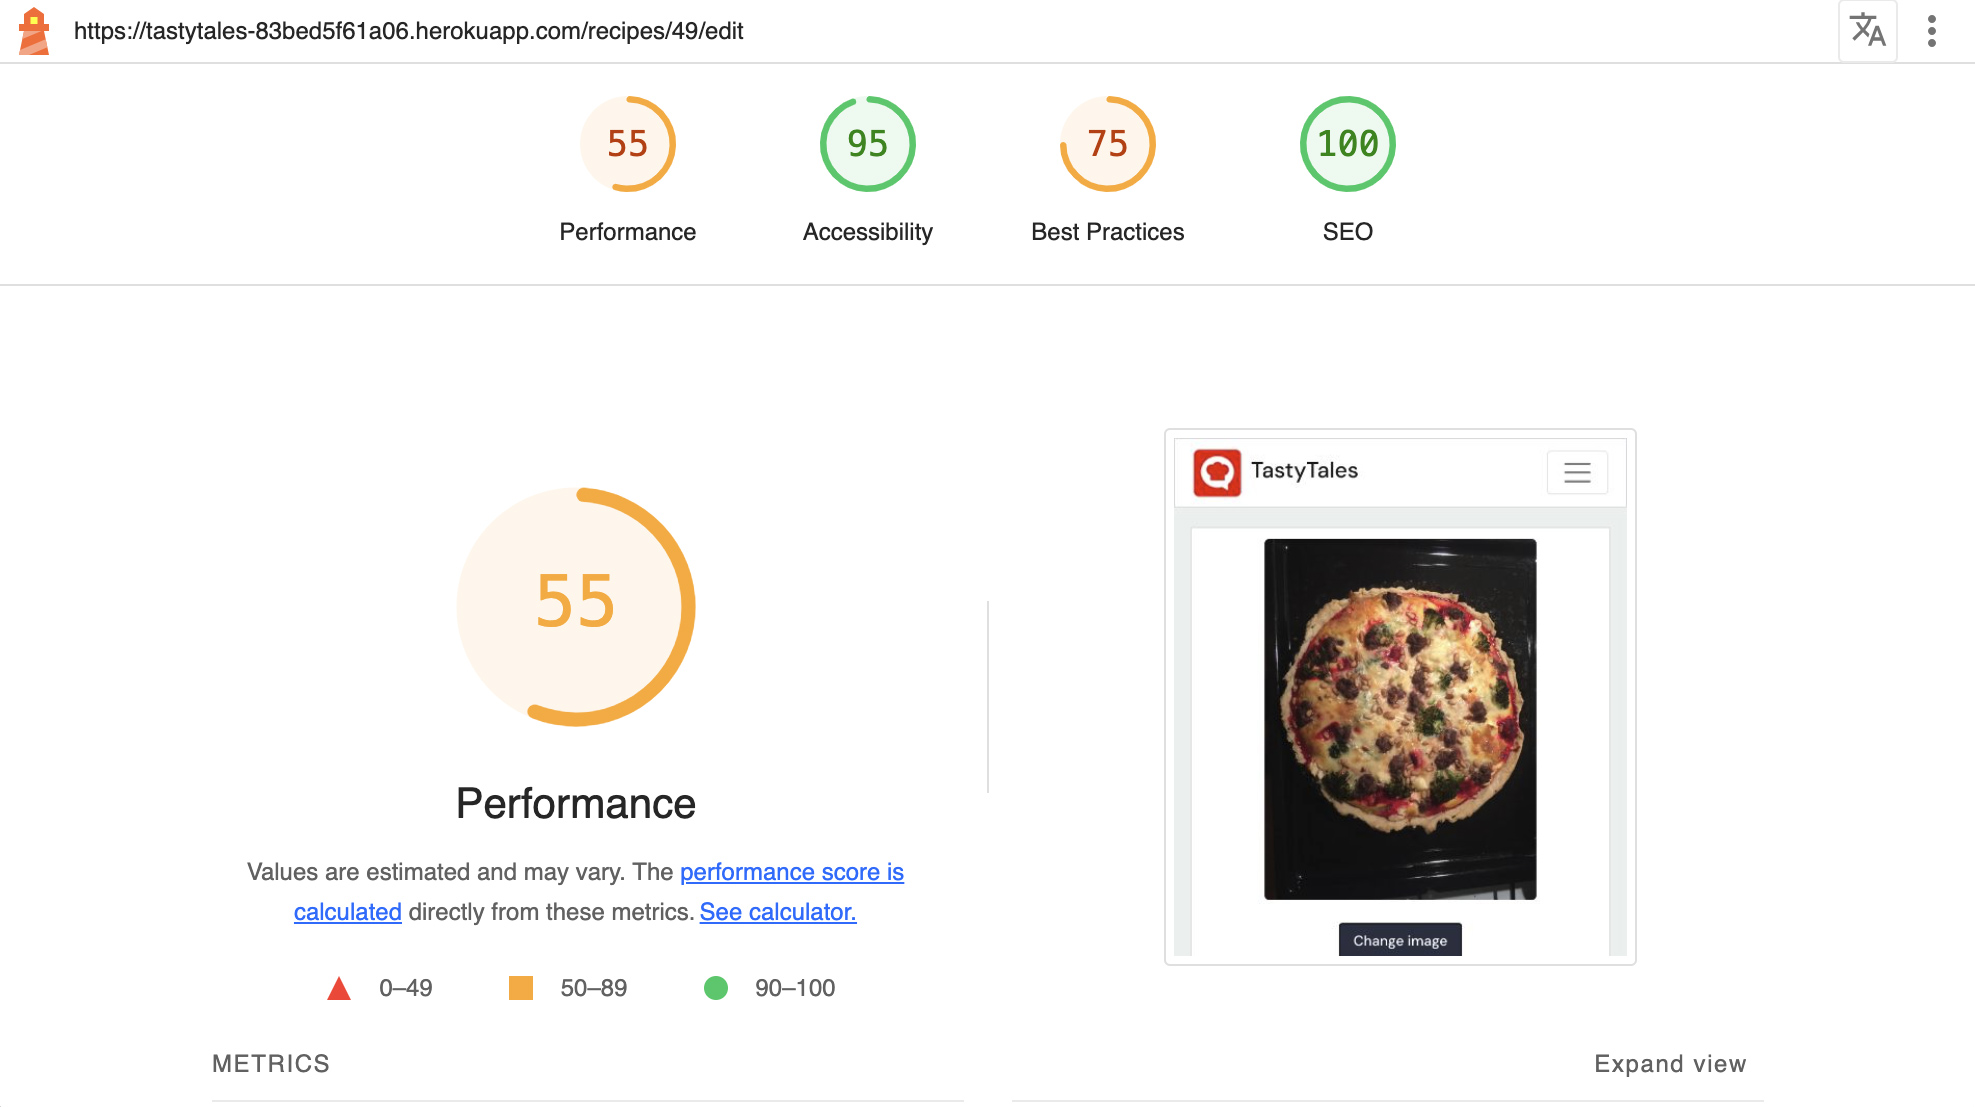 https://tastytales-83bed5f61a06.herokuapp.com/recipes/49/edit
55
95
75
100
Performance
Accessibility
Best Practices
SEO
55
Performance
Values are estimated and may vary. The performance score is
calculated directly from these metrics. See calculator.
0–49
50–89
90–100
TastyTales
Change image
METRICS
Expand view